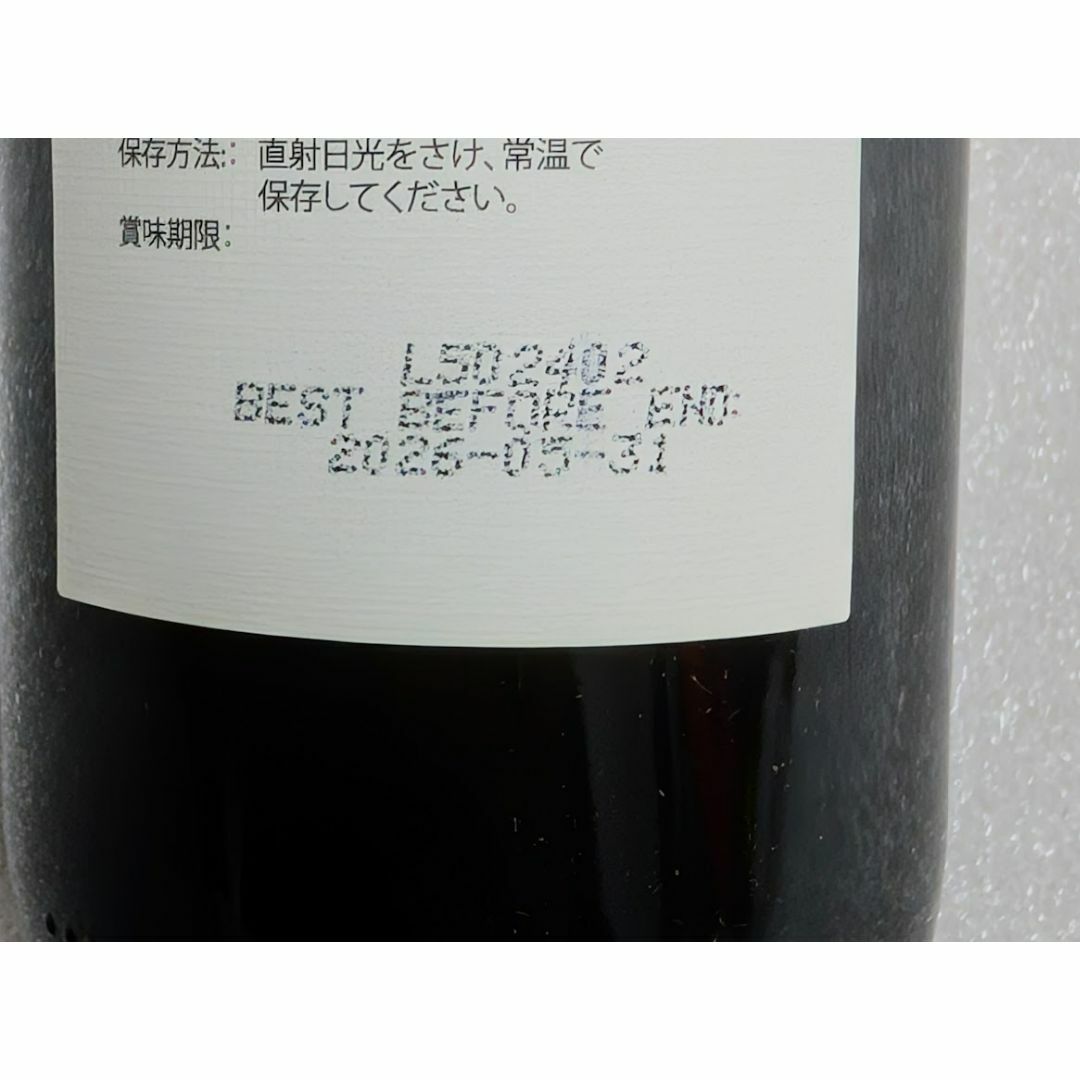 保存方法: 直射日光をさけ、常温で
保存してください。
賞味期限:
BEST BEFORE END:
2026-05-31